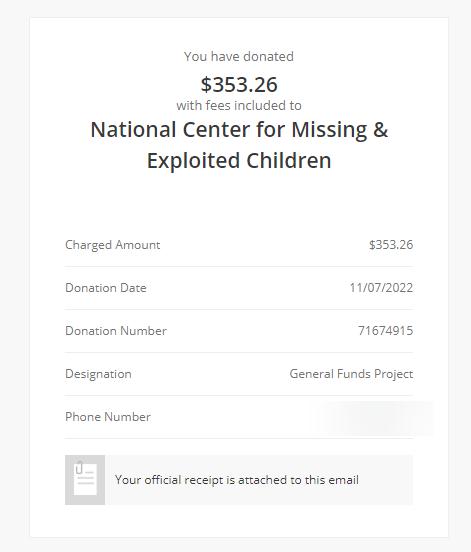 You have donated
$353.26
with fees included to
National Center for Missing &
Exploited Children
Charged Amount $353.26
Donation Date 11/07/2022
Donation Number 71674915
Designation General Funds Project
Phone Number
Your official receipt is attached to this email